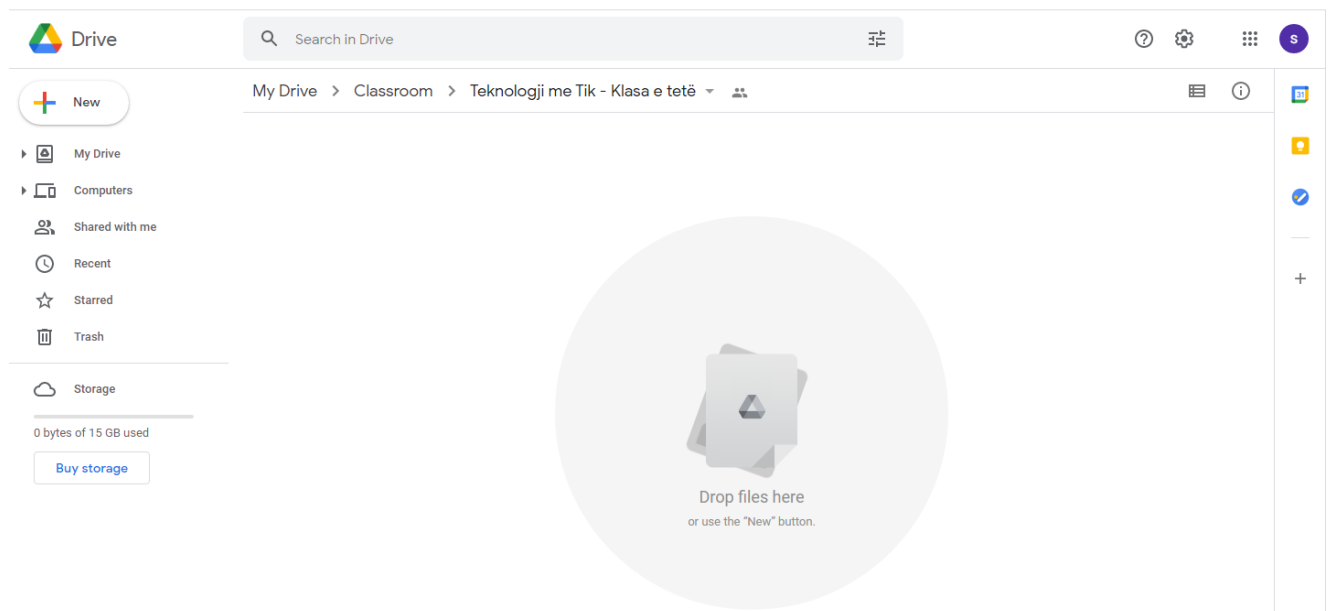 Drive
Search in Drive
S
New
My Drive > Classroom > Teknologji me Tik - Klasa e tetë
31
My Drive
Computers
Shared with me
Recent
Starred
Trash
Storage
0 bytes of 15 GB used
Buy storage
Drop files here
or use the “New” button.